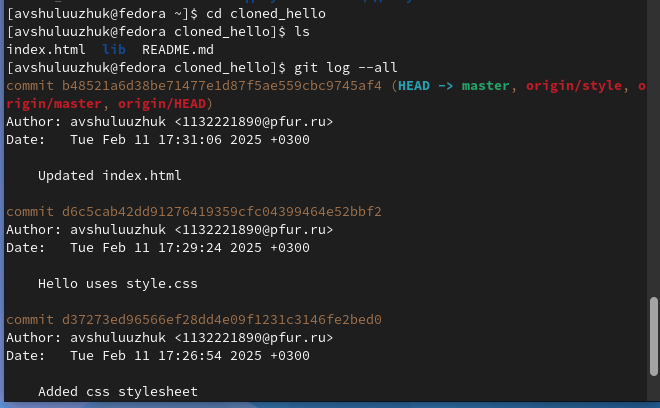 [avshuluuzhuk@fedora ~]$ cd cloned_hello
[avshuluuzhuk@fedora cloned_hello]$ ls
index.html  lib  README.md
[avshuluuzhuk@fedora cloned_hello]$ git log --all
commit b48521a6d38be71477e1d87f5ae559cbc9745af4 (HEAD -> master, origin/style, o
rigin/master, origin/HEAD)
Author: avshuluuzhuk <1132221890@pfur.ru>
Date:   Tue Feb 11 17:31:06 2025 +0300
    Updated index.html
commit d6c5cab42dd91276419359cfc04399464e52bbf2
Author: avshuluuzhuk <1132221890@pfur.ru>
Date:   Tue Feb 11 17:29:24 2025 +0300
    Hello uses style.css
commit d37273ed96566ef28dd4e09f1231c3146fe2bed0
Author: avshuluuzhuk <1132221890@pfur.ru>
Date:   Tue Feb 11 17:26:54 2025 +0300
    Added css stylesheet